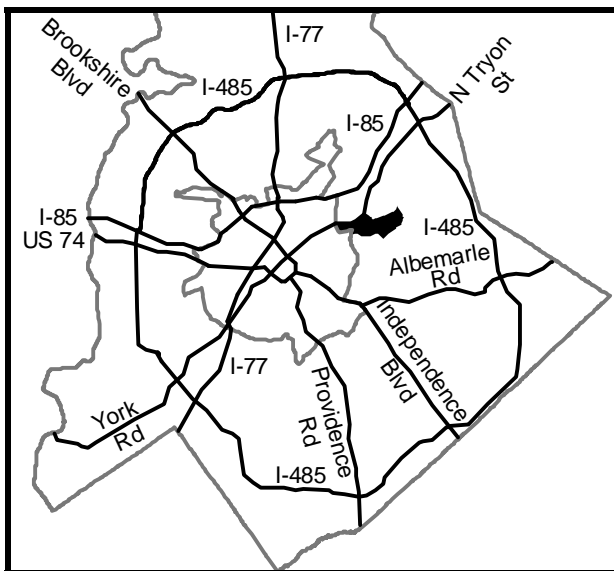 I-77
Brookshire
Blvd
N Tryon
St
I-485
I-85
I-85
US 74
I-485
Albemarle
Rd
Independence
Blvd
I-77
Providence
Rd
York
Rd
I-485